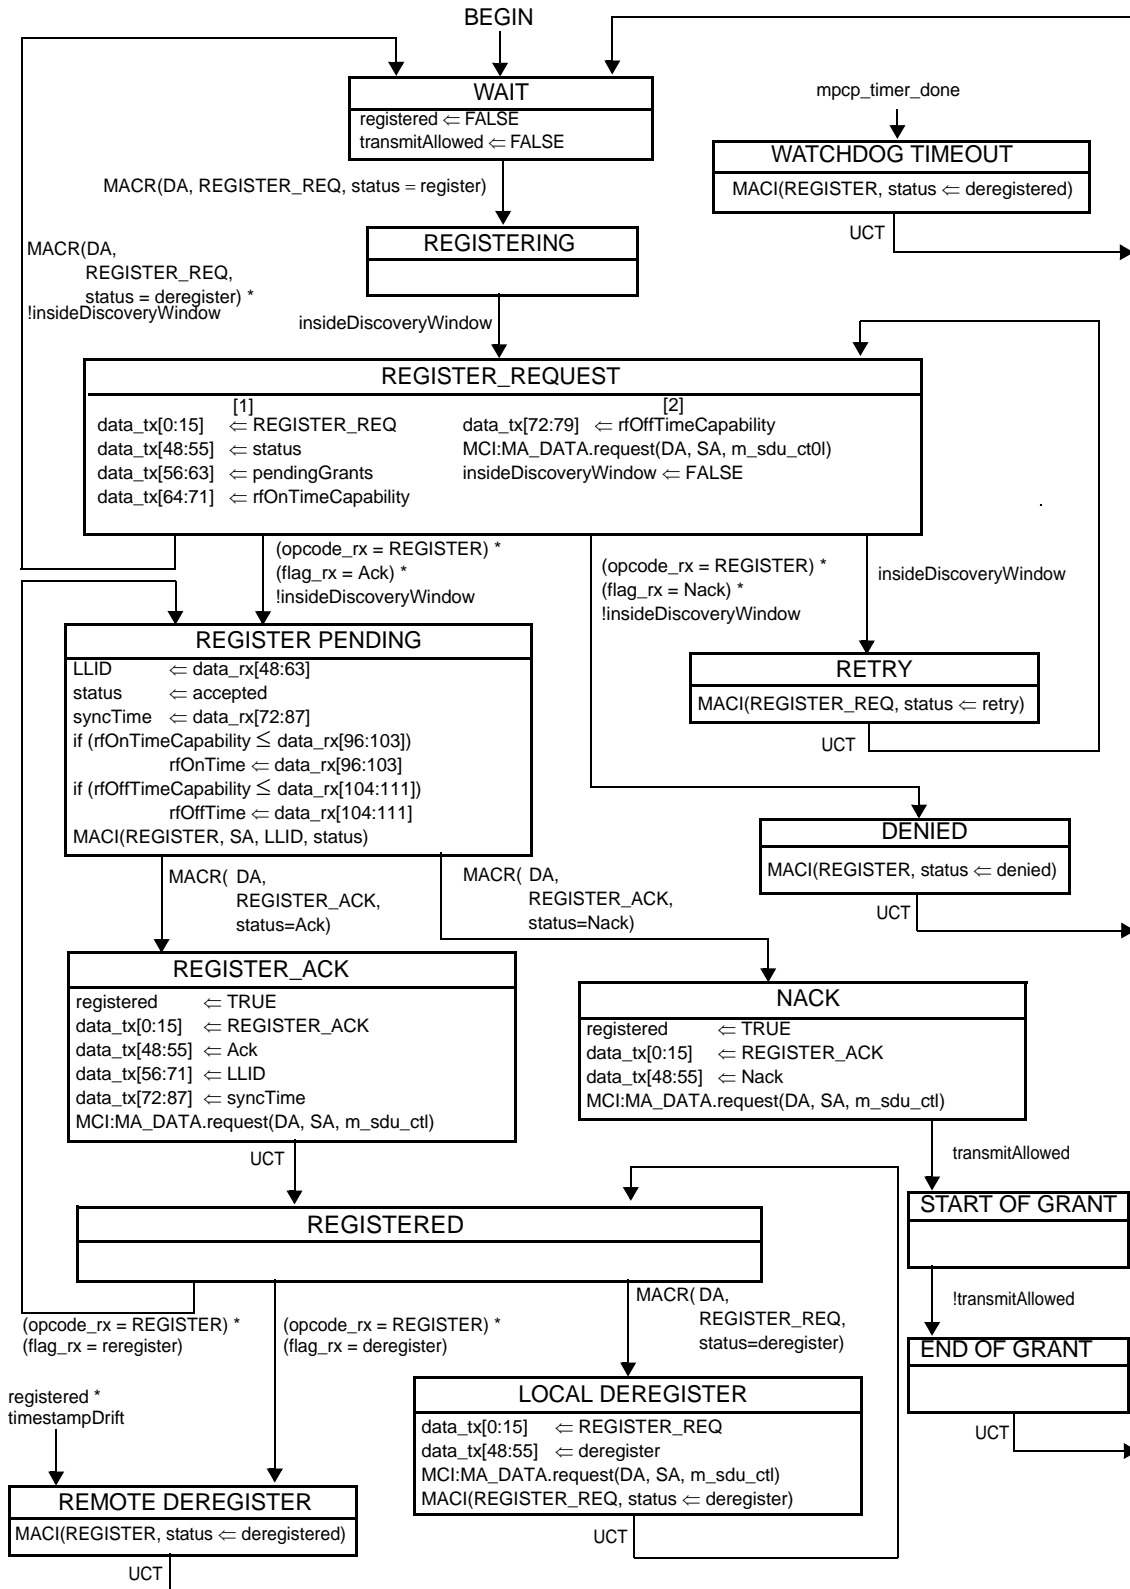 BEGIN
WAIT
registered ⇐ FALSE
transmitAllowed ⇐ FALSE
mpcp_timer_done
WATCHDOG TIMEOUT
MACI(REGISTER, status ⇐ deregistered)
UCT
MACR(DA, REGISTER_REQ, status = register)
REGISTERING
MACR(DA,
REGISTER_REQ,
status = deregister) *
!insideDiscoveryWindow
insideDiscoveryWindow
REGISTER_REQUEST
[1]
data_tx[0:15] ⇐ REGISTER_REQ
data_tx[48:55] ⇐ status
data_tx[56:63] ⇐ pendingGrants
data_tx[64:71] ⇐ rfOnTimeCapability
[2]
data_tx[72:79] ⇐ rfOffTimeCapability
MCI:MA_DATA.request(DA, SA, m_sdu_ct0l)
insideDiscoveryWindow ⇐ FALSE
(opcode_rx = REGISTER) *
(flag_rx = Ack) *
!insideDiscoveryWindow
(opcode_rx = REGISTER) *
(flag_rx = Nack) *
!insideDiscoveryWindow
insideDiscoveryWindow
REGISTER PENDING
LLID ⇐ data_rx[48:63]
status ⇐ accepted
syncTime ⇐ data_rx[72:87]
if (rfOnTimeCapability ≤ data_rx[96:103])
rfOnTime ⇐ data_rx[96:103]
if (rfOffTimeCapability ≤ data_rx[104:111])
rfOffTime ⇐ data_rx[104:111]
MACI(REGISTER, SA, LLID, status)
RETRY
MACI(REGISTER_REQ, status ⇐ retry)
UCT
DENIED
MACI(REGISTER, status ⇐ denied)
UCT
MACR( DA,
REGISTER_ACK,
status=Ack)
MACR( DA,
REGISTER_ACK,
status=Nack)
REGISTER_ACK
registered ⇐ TRUE
data_tx[0:15] ⇐ REGISTER_ACK
data_tx[48:55] ⇐ Ack
data_tx[56:71] ⇐ LLID
data_tx[72:87] ⇐ syncTime
MCI:MA_DATA.request(DA, SA, m_sdu_ctl)
UCT
NACK
registered ⇐ TRUE
data_tx[0:15] ⇐ REGISTER_ACK
data_tx[48:55] ⇐ Nack
MCI:MA_DATA.request(DA, SA, m_sdu_ctl)
transmitAllowed
START OF GRANT
!transmitAllowed
END OF GRANT
UCT
REGISTERED
(opcode_rx = REGISTER) *
(flag_rx = reregister)
(opcode_rx = REGISTER) *
(flag_rx = deregister)
MACR( DA,
REGISTER_REQ,
status=deregister)
registered *
timestampDrift
REMOTE DEREGISTER
MACI(REGISTER, status ⇐ deregistered)
UCT
LOCAL DEREGISTER
data_tx[0:15] ⇐ REGISTER_REQ
data_tx[48:55] ⇐ deregister
MCI:MA_DATA.request(DA, SA, m_sdu_ctl)
MACI(REGISTER_REQ, status ⇐ deregister)
UCT